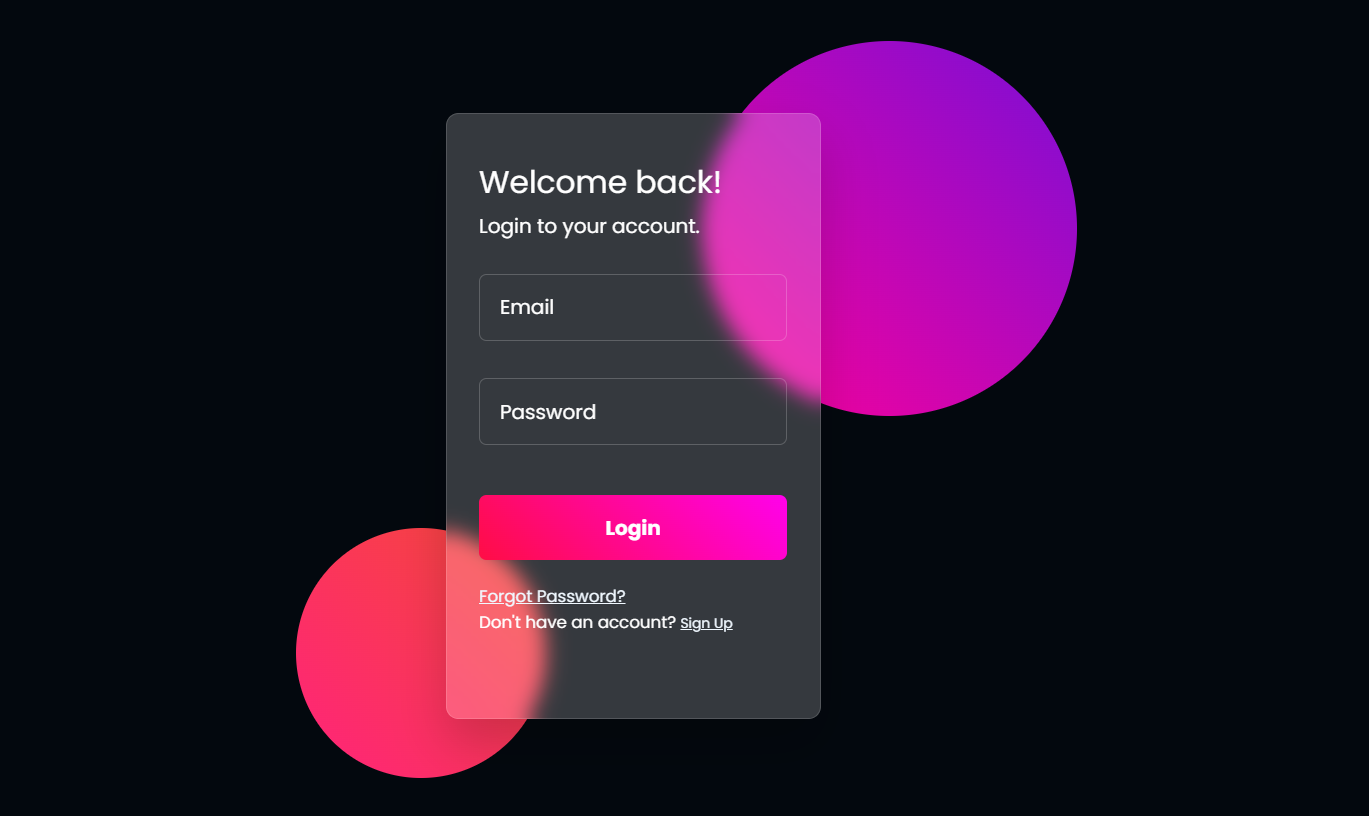 Welcome back!
Login to your account.
Email
Password
Login
Forgot Password?
Don't have an account? Sign Up